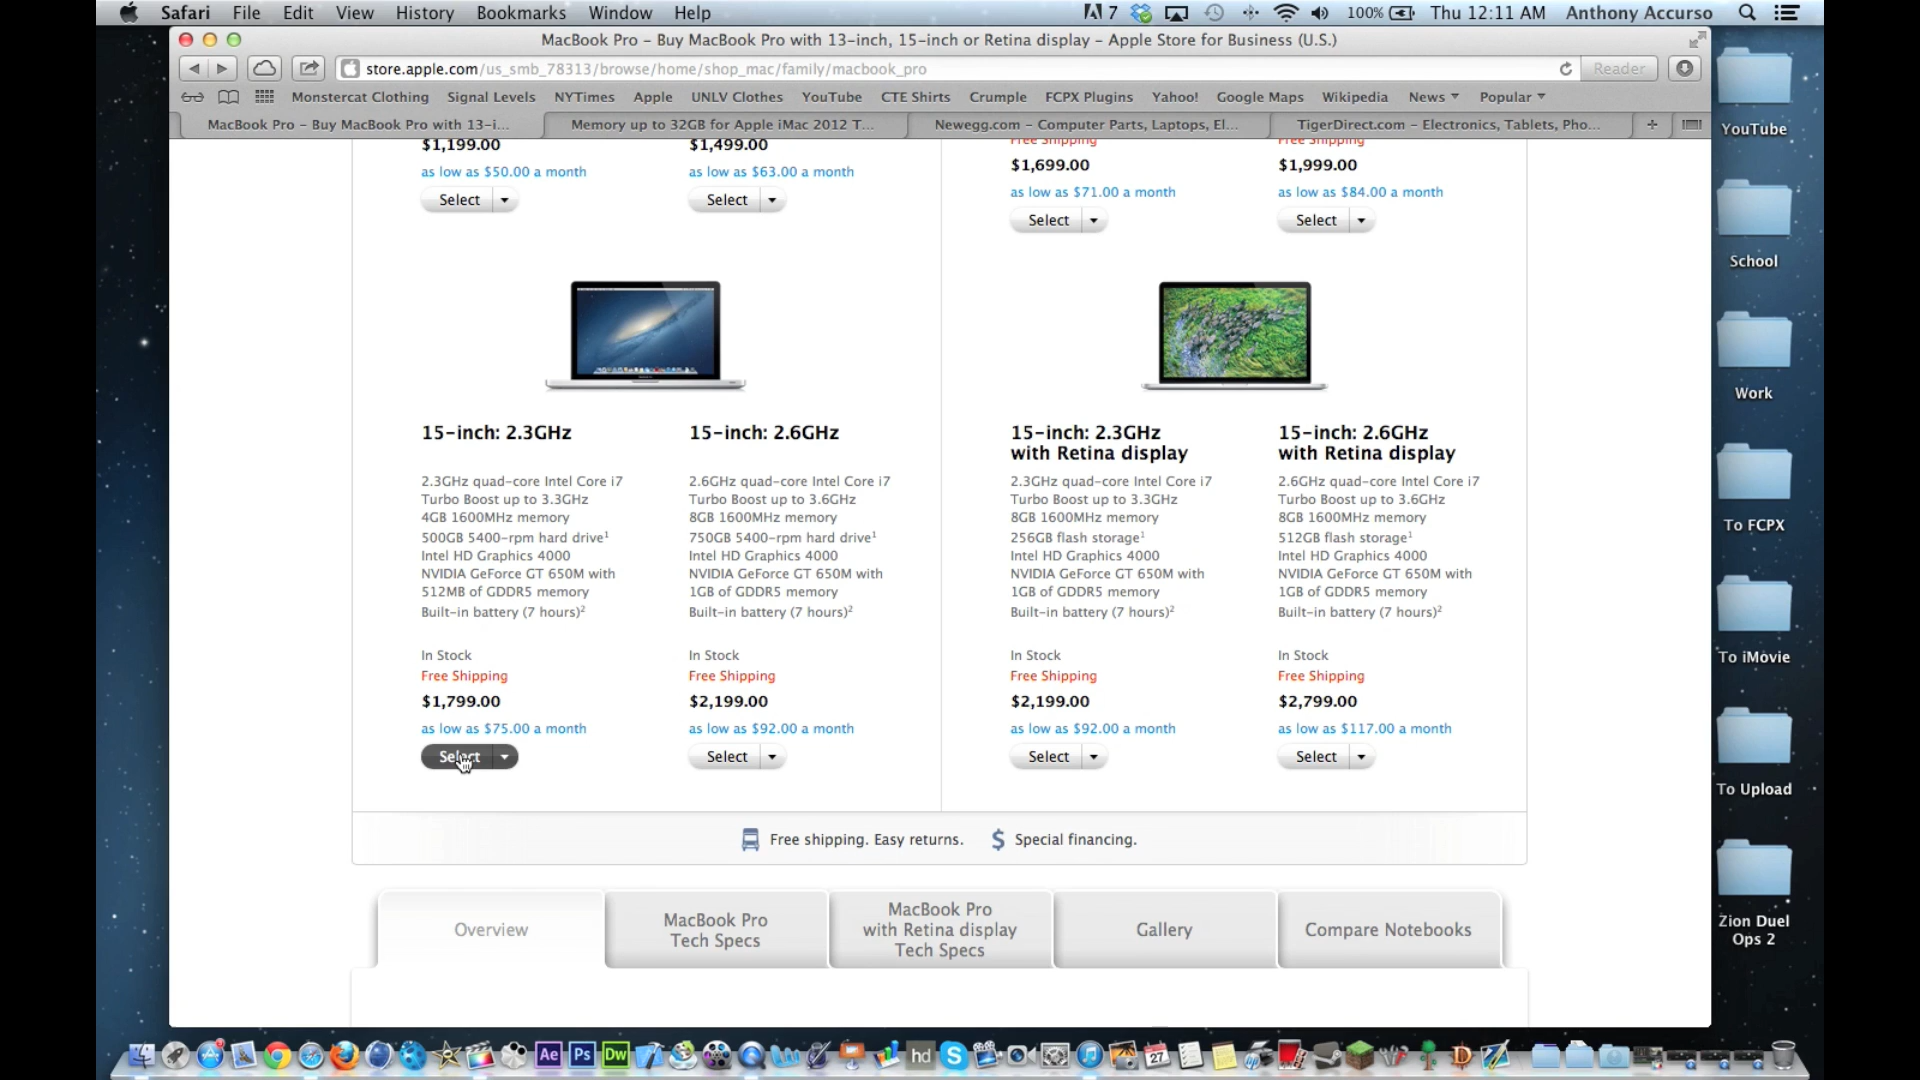 Safari File Edit View History Bookmarks Window Help
7 100% Thu 12:11 AM Anthony Accurso
MacBook Pro – Buy MacBook Pro with 13-inch, 15-inch or Retina display – Apple Store for Business (U.S.)
store.apple.com/us_smb_78313/browse/home/shop_mac/family/macbook_pro
Reader
Monstercat Clothing Signal Levels NYTimes Apple UNLV Clothes YouTube CTE Shirts Crumple FCPX Plugins Yahoo! Google Maps Wikipedia News Popular
MacBook Pro – Buy MacBook Pro with 13-i... Memory up to 32GB for Apple iMac 2012 T... Newegg.com – Computer Parts, Laptops, El... TigerDirect.com – Electronics, Tablets, Pho... +
$1,199.00
as low as $50.00 a month
Select
$1,499.00
as low as $63.00 a month
Select
Free Shipping
$1,699.00
as low as $71.00 a month
Select
Free Shipping
$1,999.00
as low as $84.00 a month
Select
15-inch: 2.3GHz
2.3GHz quad-core Intel Core i7
Turbo Boost up to 3.3GHz
4GB 1600MHz memory
500GB 5400-rpm hard drive¹
Intel HD Graphics 4000
NVIDIA GeForce GT 650M with
512MB of GDDR5 memory
Built-in battery (7 hours)²
In Stock
Free Shipping
$1,799.00
as low as $75.00 a month
Select
15-inch: 2.6GHz
2.6GHz quad-core Intel Core i7
Turbo Boost up to 3.6GHz
8GB 1600MHz memory
750GB 5400-rpm hard drive¹
Intel HD Graphics 4000
NVIDIA GeForce GT 650M with
1GB of GDDR5 memory
Built-in battery (7 hours)²
In Stock
Free Shipping
$2,199.00
as low as $92.00 a month
Select
15-inch: 2.3GHz
with Retina display
2.3GHz quad-core Intel Core i7
Turbo Boost up to 3.3GHz
8GB 1600MHz memory
256GB flash storage¹
Intel HD Graphics 4000
NVIDIA GeForce GT 650M with
1GB of GDDR5 memory
Built-in battery (7 hours)²
In Stock
Free Shipping
$2,199.00
as low as $92.00 a month
Select
15-inch: 2.6GHz
with Retina display
2.6GHz quad-core Intel Core i7
Turbo Boost up to 3.6GHz
8GB 1600MHz memory
512GB flash storage¹
Intel HD Graphics 4000
NVIDIA GeForce GT 650M with
1GB of GDDR5 memory
Built-in battery (7 hours)²
In Stock
Free Shipping
$2,799.00
as low as $117.00 a month
Select
Free shipping. Easy returns. $ Special financing.
Overview
MacBook Pro
Tech Specs
MacBook Pro
with Retina display
Tech Specs
Gallery
Compare Notebooks
YouTube
School
Work
To FCPX
To iMovie
To Upload
Zion Duel
Ops 2
Ae Ps Dw hd S 27